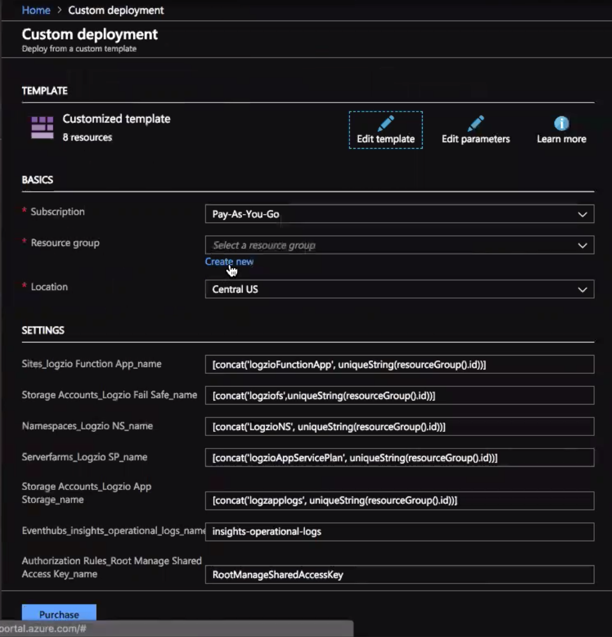 Home > Custom deployment
Custom deployment
Deploy from a custom template
TEMPLATE
Customized template
8 resources
Edit template
Edit parameters
Learn more
BASICS
* Subscription
Pay-As-You-Go
* Resource group
Select a resource group
Create new
* Location
Central US
SETTINGS
Sites_logzio Function App_name
[concat('logzioFunctionApp', uniqueString(resourceGroup().id))]
Storage Accounts_Logzio Fail Safe_name
[concat('logziofs',uniqueString(resourceGroup().id))]
Namespaces_Logzio NS_name
[concat('LogzioNS', uniqueString(resourceGroup().id))]
Serverfarms_Logzio SP_name
[concat('logzioAppServicePlan', uniqueString(resourceGroup().id))]
Storage Accounts_Logzio App
Storage_name
[concat('logzapplogs', uniqueString(resourceGroup().id))]
Eventhubs_insights_operational_logs_name
insights-operational-logs
Authorization Rules_Root Manage Shared
Access Key_name
RootManageSharedAccessKey
Purchase
portal.azure.com/#